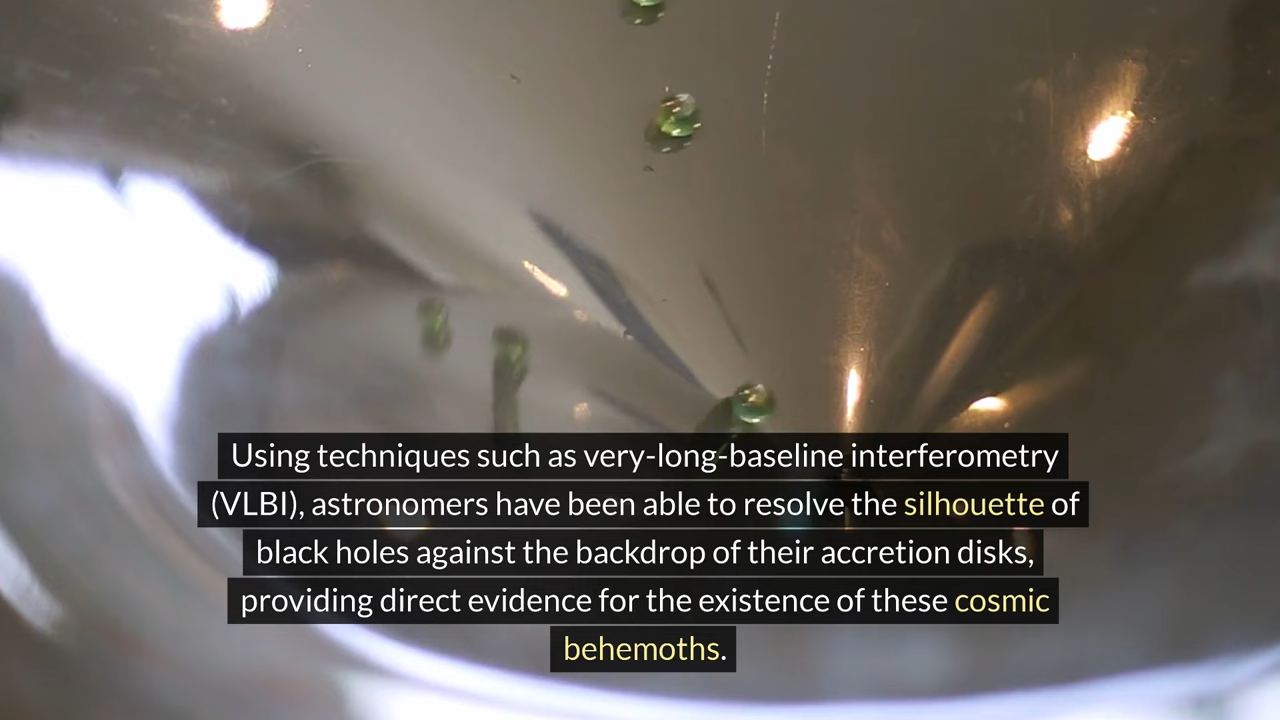 Using techniques such as very-long-baseline interferometry
(VLBI), astronomers have been able to resolve the silhouette of
black holes against the backdrop of their accretion disks,
providing direct evidence for the existence of these cosmic
behemoths.